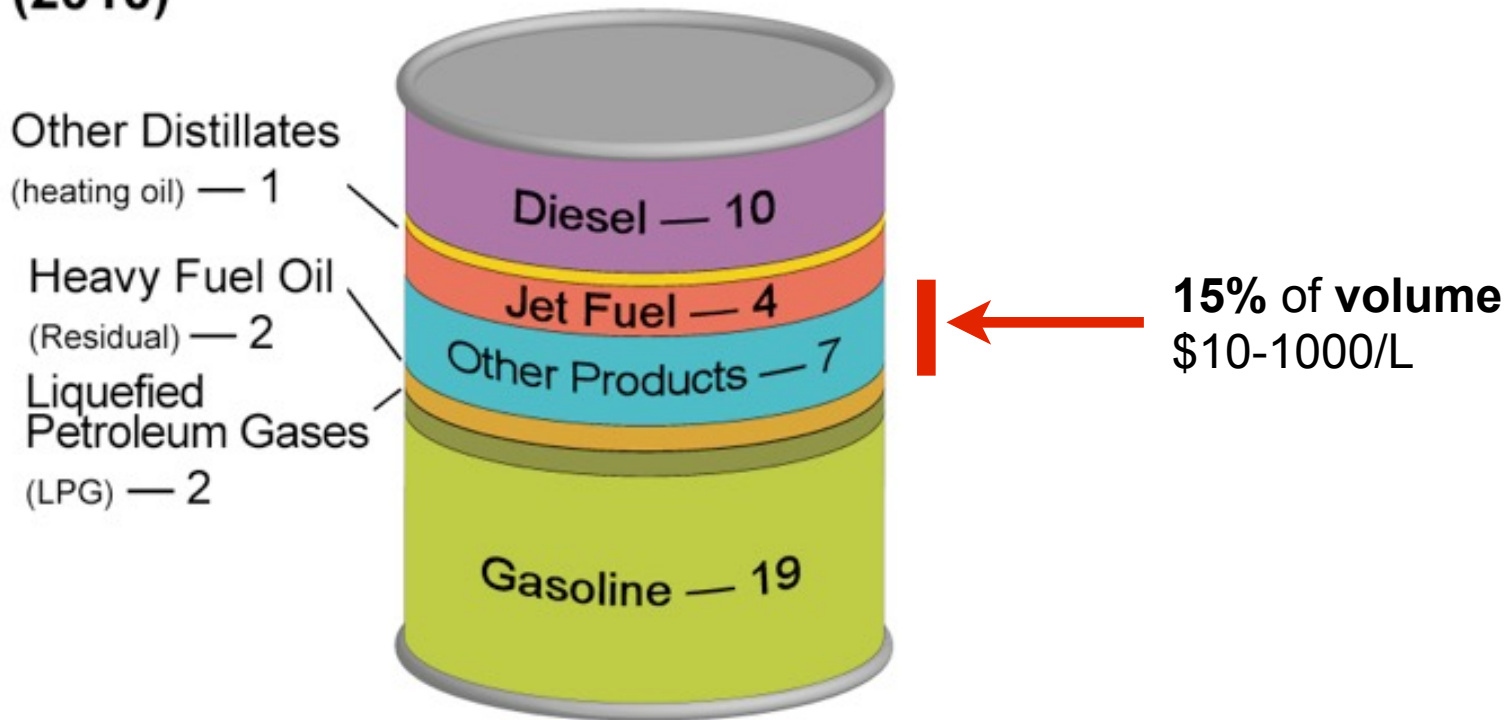 Other Distillates
(heating oil) — 1
Heavy Fuel Oil
(Residual) — 2
Liquefied
Petroleum Gases
(LPG) — 2
Diesel — 10
Jet Fuel — 4
Other Products — 7
Gasoline — 19
15% of volume
$10-1000/L